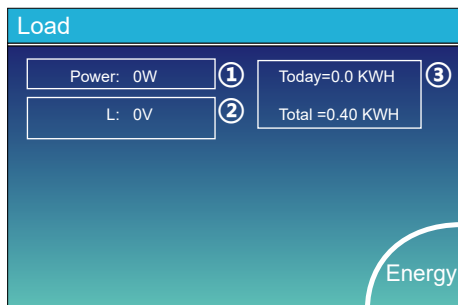 Load
Power: 0W
①
L: 0V
②
Today=0.0 KWH
③
Total =0.40 KWH
Energy